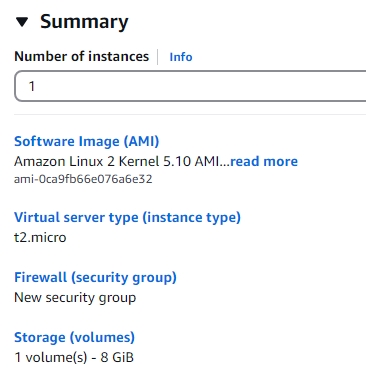 Summary
Number of instances Info
1
Software Image (AMI)
Amazon Linux 2 Kernel 5.10 AMI...read more
ami-0ca9fb66e076a6e32
Virtual server type (instance type)
t2.micro
Firewall (security group)
New security group
Storage (volumes)
1 volume(s) - 8 GiB